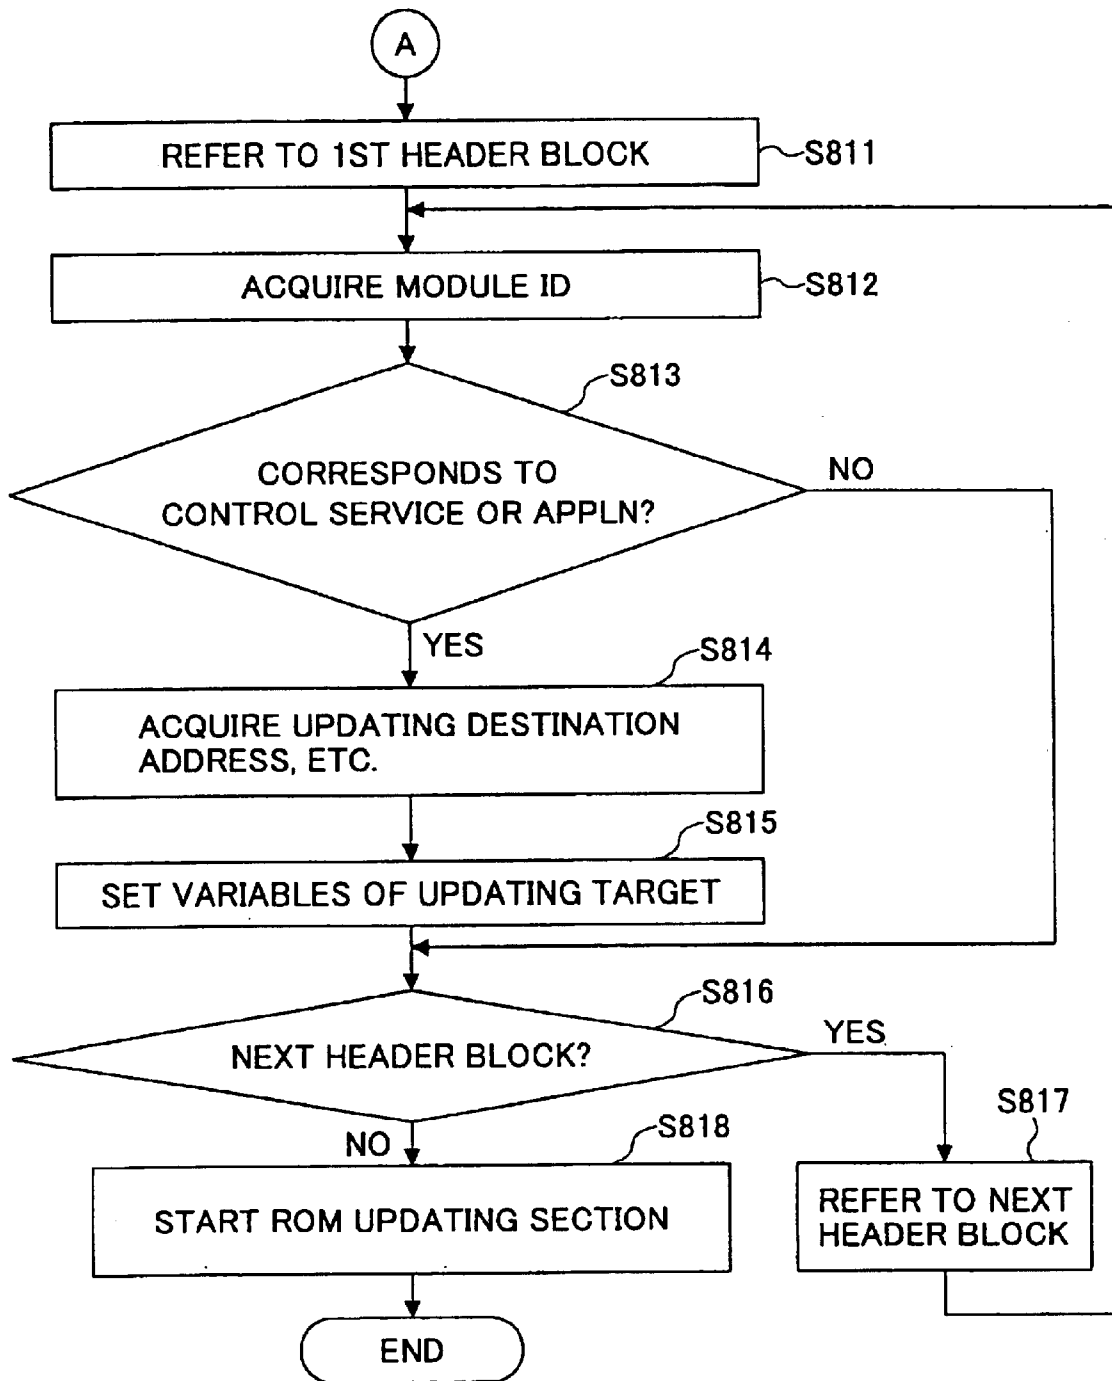 A
REFER TO 1ST HEADER BLOCK
S811
ACQUIRE MODULE ID
S812
S813
CORRESPONDS TO
CONTROL SERVICE OR APPLN?
NO
YES
S814
ACQUIRE UPDATING DESTINATION
ADDRESS, ETC.
S815
SET VARIABLES OF UPDATING TARGET
S816
NEXT HEADER BLOCK?
YES
NO
S818
S817
START ROM UPDATING SECTION
REFER TO NEXT
HEADER BLOCK
END